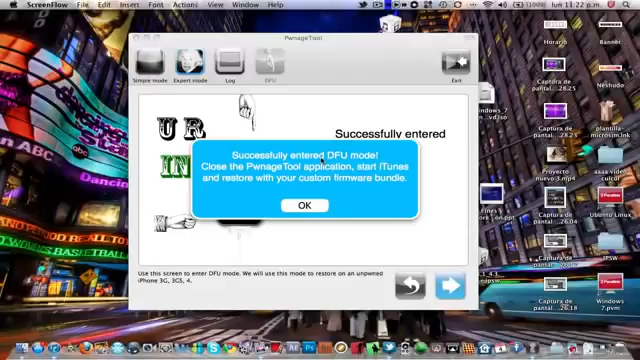 ScreenFlow File Edit Insert Font Actions Arrange View Window Help
lun 11:22 p.m.
PwnageTool
Simple mode Expert mode Log DFU Exit
Successfully entered
U R
IN
Successfully entered DFU mode!
Close the PwnageTool application, start iTunes
and restore with your custom firmware bundle.
OK
Use this screen to enter DFU mode. We will use this mode to restore on an unpwned
iPhone 3G, 3GS, 4.
Horario
Banner
Captura de
pantal...28.25
Neshudo
Captura de
pantal...28.23
plantilla-
microsim.lnk
Proyecto
nuevo 3.mp4
aaaa video
cuicui
Captura de
pantal...26.04
Ubuntu Linux
Captura de
IPSW
Captura de
pantal...26.18
Windows
7.pvm